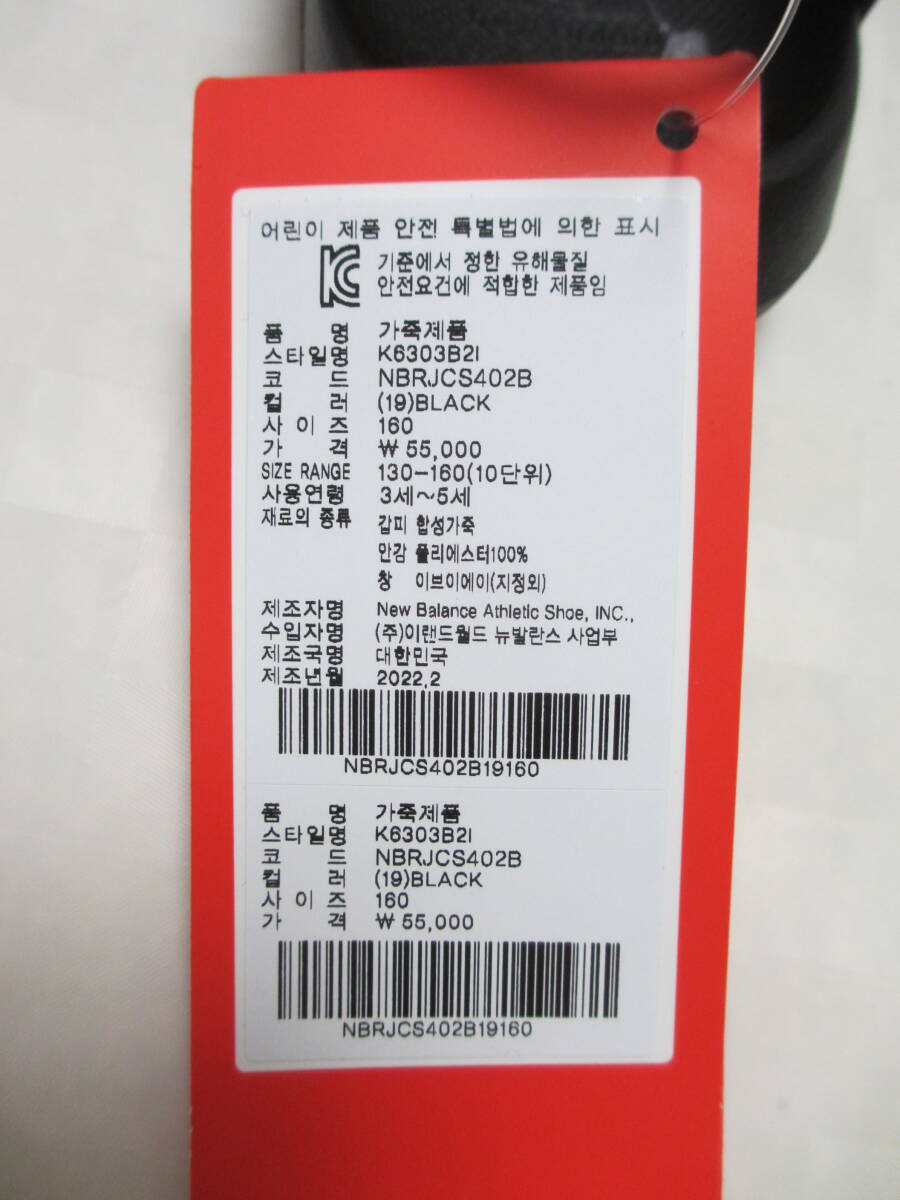 어린이 제품 안전 특별법에 의한 표시
KC 기준에서 정한 유해물질
안전요건에 적합한 제품임
품 명 가죽제품
스타일명 K6303B2I
코 드 NBRJCS402B
컬 러 (19)BLACK
사 이 즈 160
가 격 ₩ 55,000
SIZE RANGE 130-160(10단위)
사용연령 3세~5세
재료의 종류 갑피 합성가죽
안감 폴리에스터100%
창 이브이에이(지정외)
제조자명 New Balance Athletic Shoe, INC.,
수입자명 (주)이랜드월드 뉴발란스 사업부
제조국명 대한민국
제조년월 2022.2
NBRJCS402B19160
품 명 가죽제품
스타일명 K6303B2I
코 드 NBRJCS402B
컬 러 (19)BLACK
사 이 즈 160
가 격 ₩ 55,000
NBRJCS402B19160